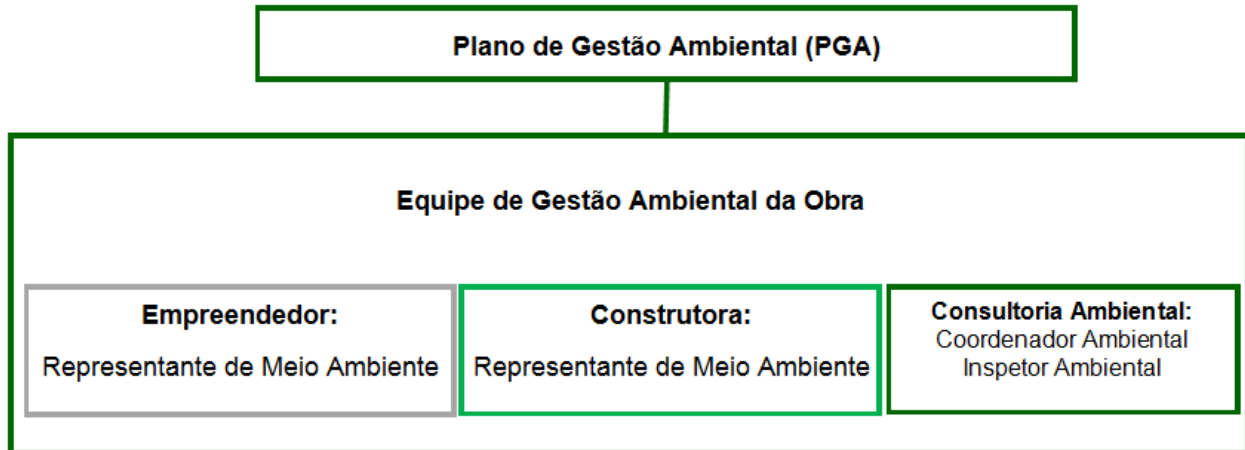 Plano de Gestão Ambiental (PGA)
Equipe de Gestão Ambiental da Obra
Empreendedor:
Representante de Meio Ambiente
Construtora:
Representante de Meio Ambiente
Consultoria Ambiental:
Coordenador Ambiental
Inspetor Ambiental